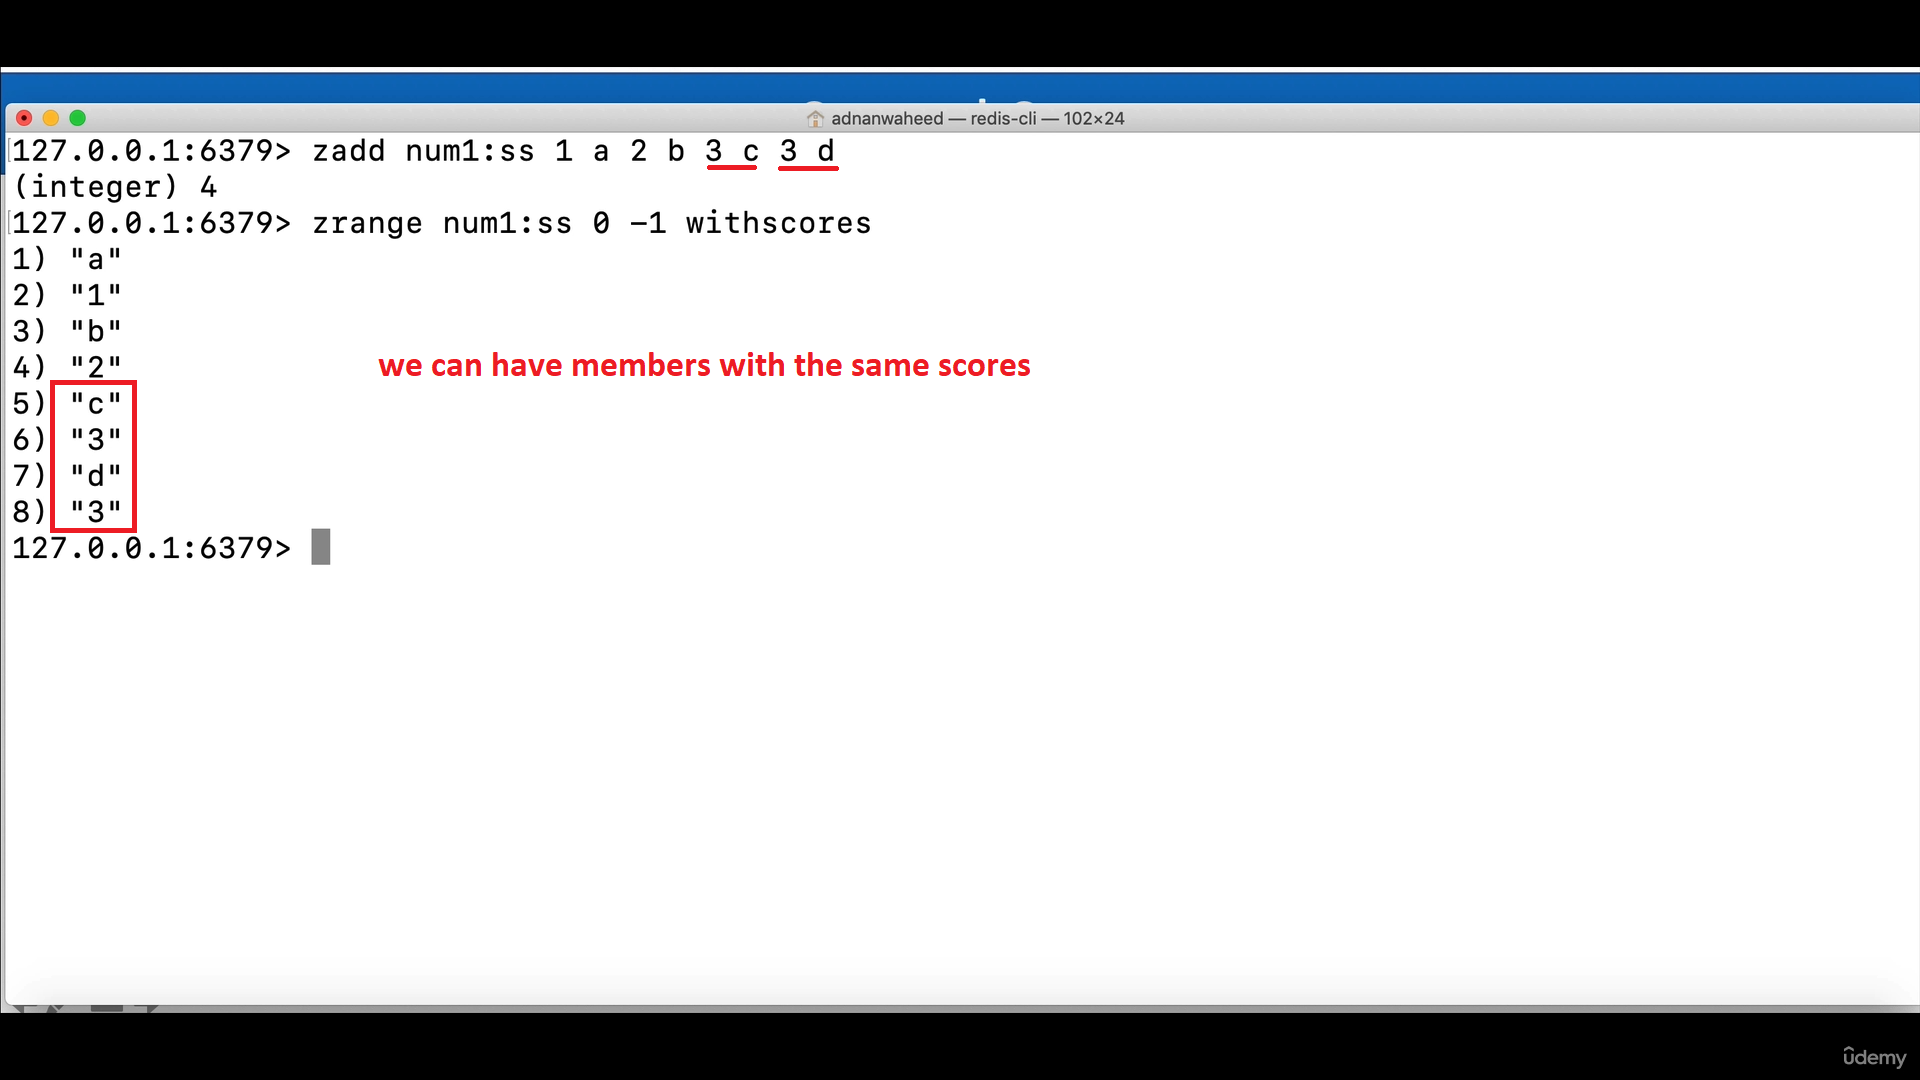 adnanwaheed — redis-cli — 102×24
127.0.0.1:6379> zadd num1:ss 1 a 2 b 3 c 3 d
(integer) 4
127.0.0.1:6379> zrange num1:ss 0 -1 withscores
1) "a"
2) "1"
3) "b"
4) "2"
we can have members with the same scores
5) "c"
6) "3"
7) "d"
8) "3"
127.0.0.1:6379>
ûdemy